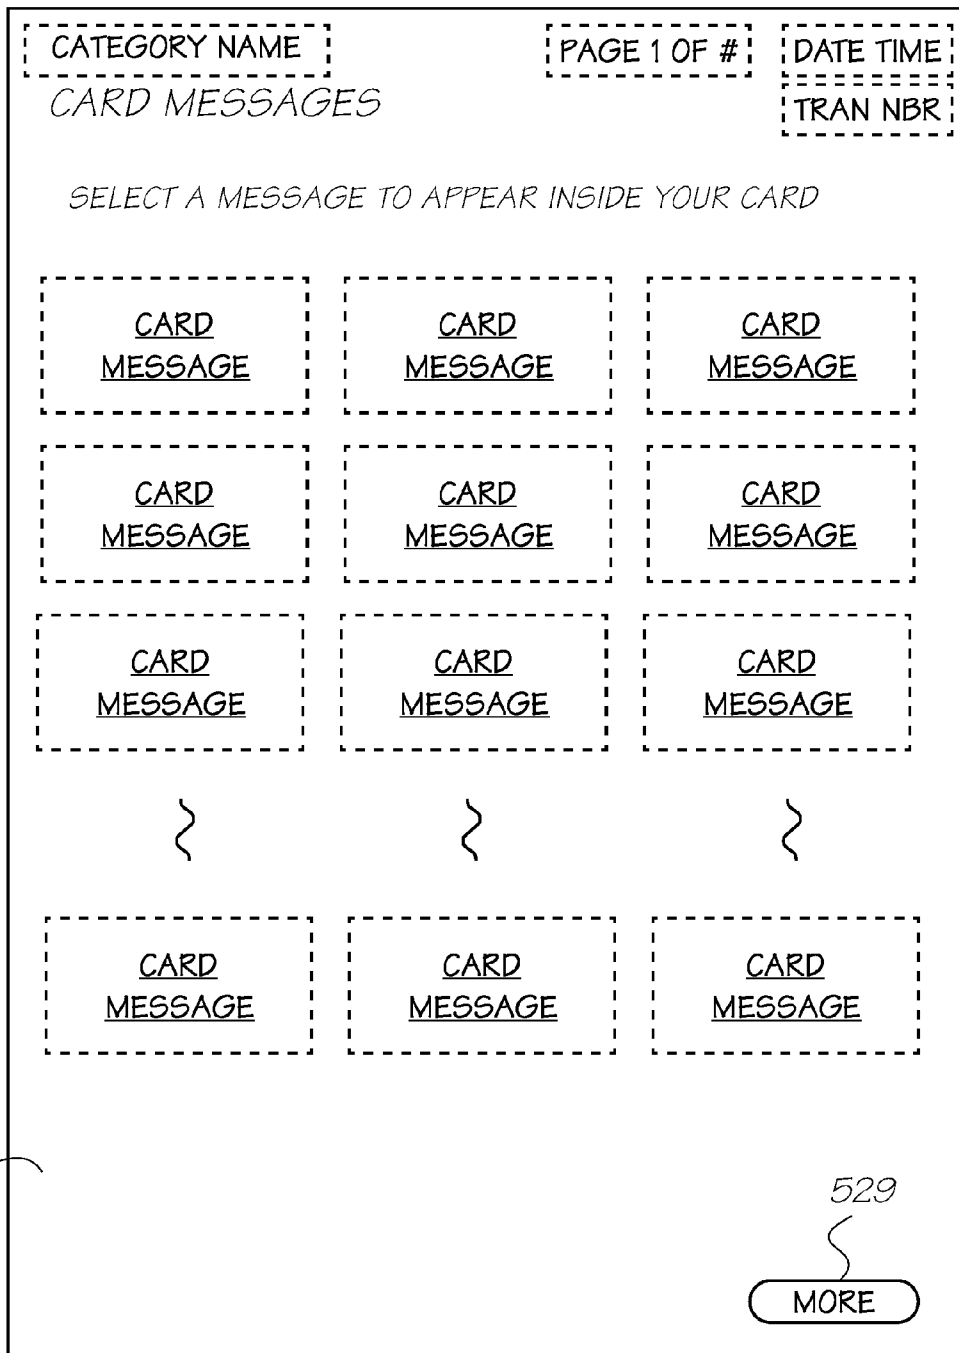 CATEGORY NAME PAGE 1 OF # DATE TIME
CARD MESSAGES TRAN NBR
SELECT A MESSAGE TO APPEAR INSIDE YOUR CARD
CARD CARD CARD
MESSAGE MESSAGE MESSAGE
CARD CARD CARD
MESSAGE MESSAGE MESSAGE
CARD CARD CARD
MESSAGE MESSAGE MESSAGE
CARD CARD CARD
MESSAGE MESSAGE MESSAGE
529
MORE